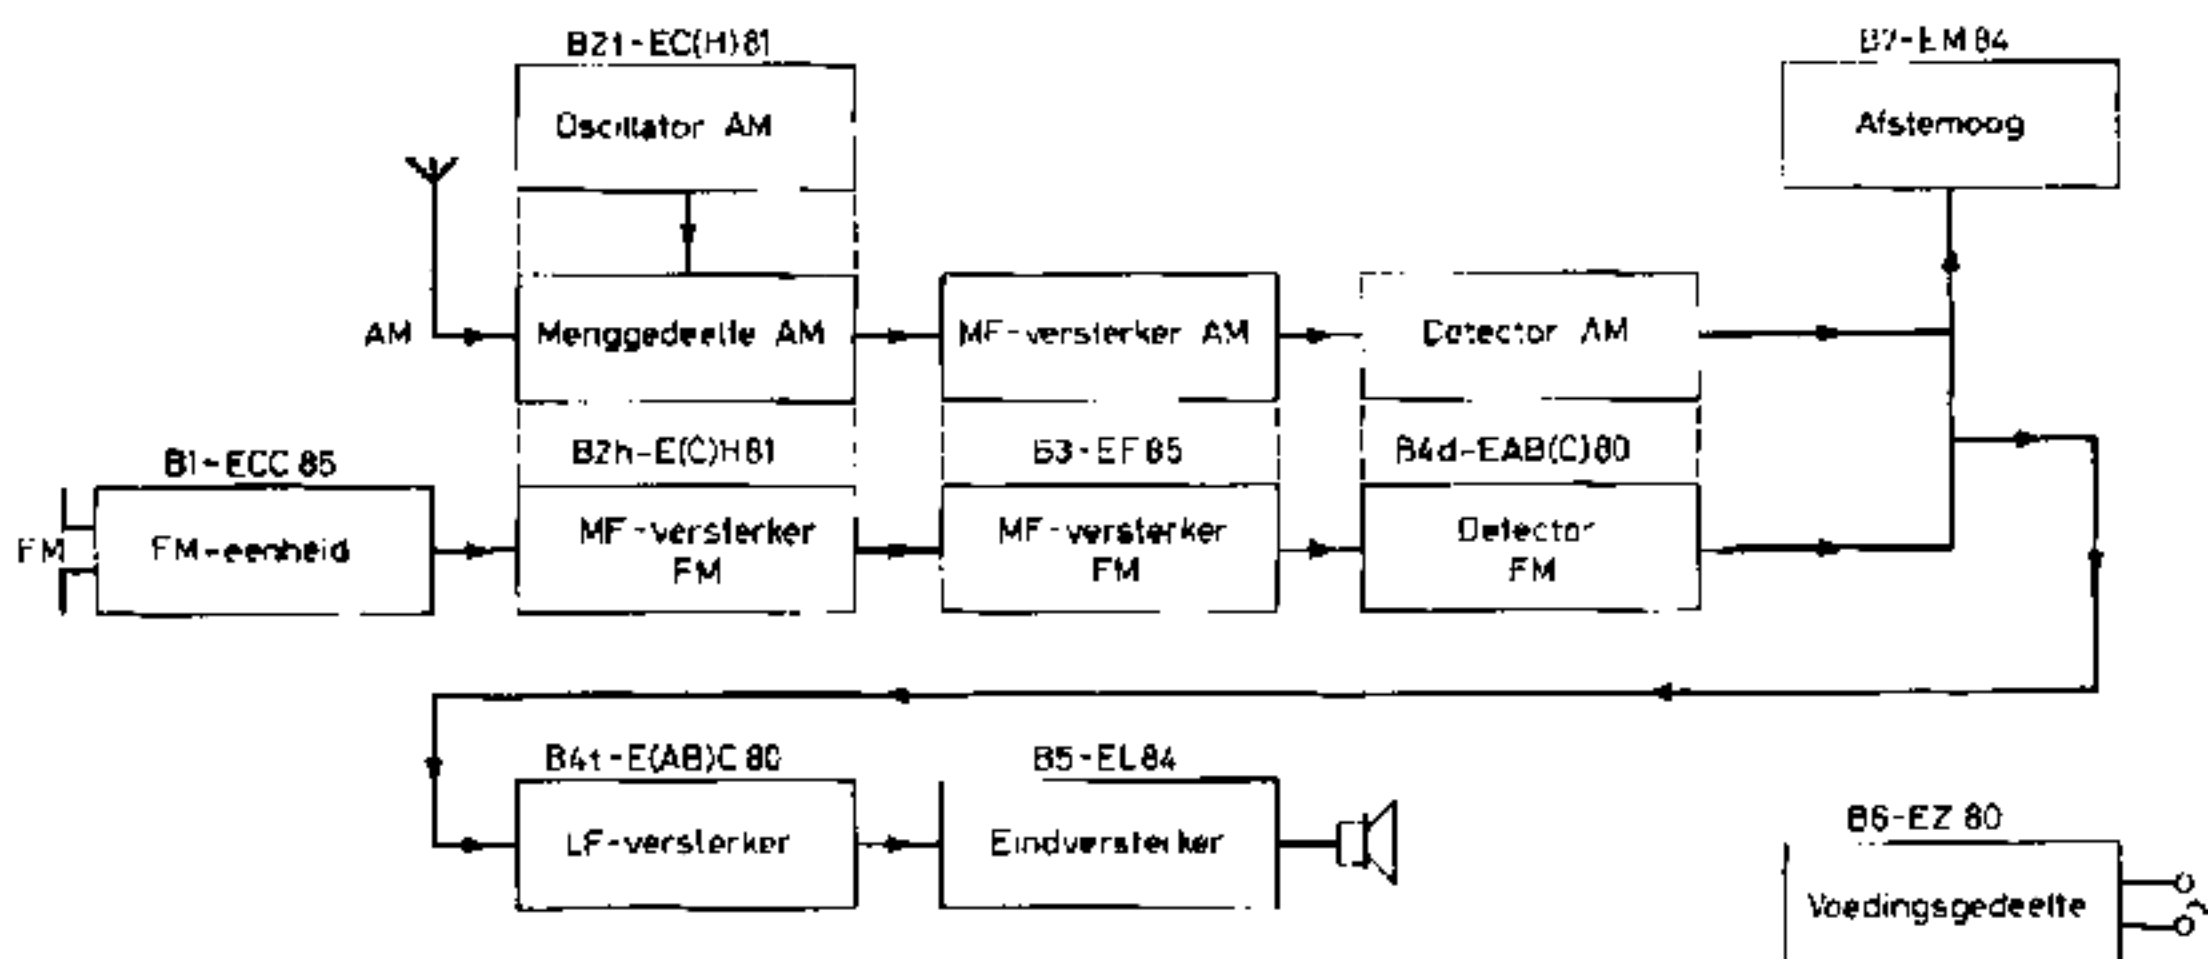 B2t-EC(H)81
B7-EM84
Oscillator AM
Afstemoog
AM
Menggedeelte AM
MF-versterker AM
Detector AM
B1-ECC85
B2h-E(C)H81
B3-EF85
B4d-EAB(C)80
FM
FM-eenheid
MF-versterker
FM
MF-versterker
FM
Detector
FM
B4t-E(AB)C80
B5-EL84
B6-EZ80
LF-versterker
Eindversterker
Voedingsgedeelte